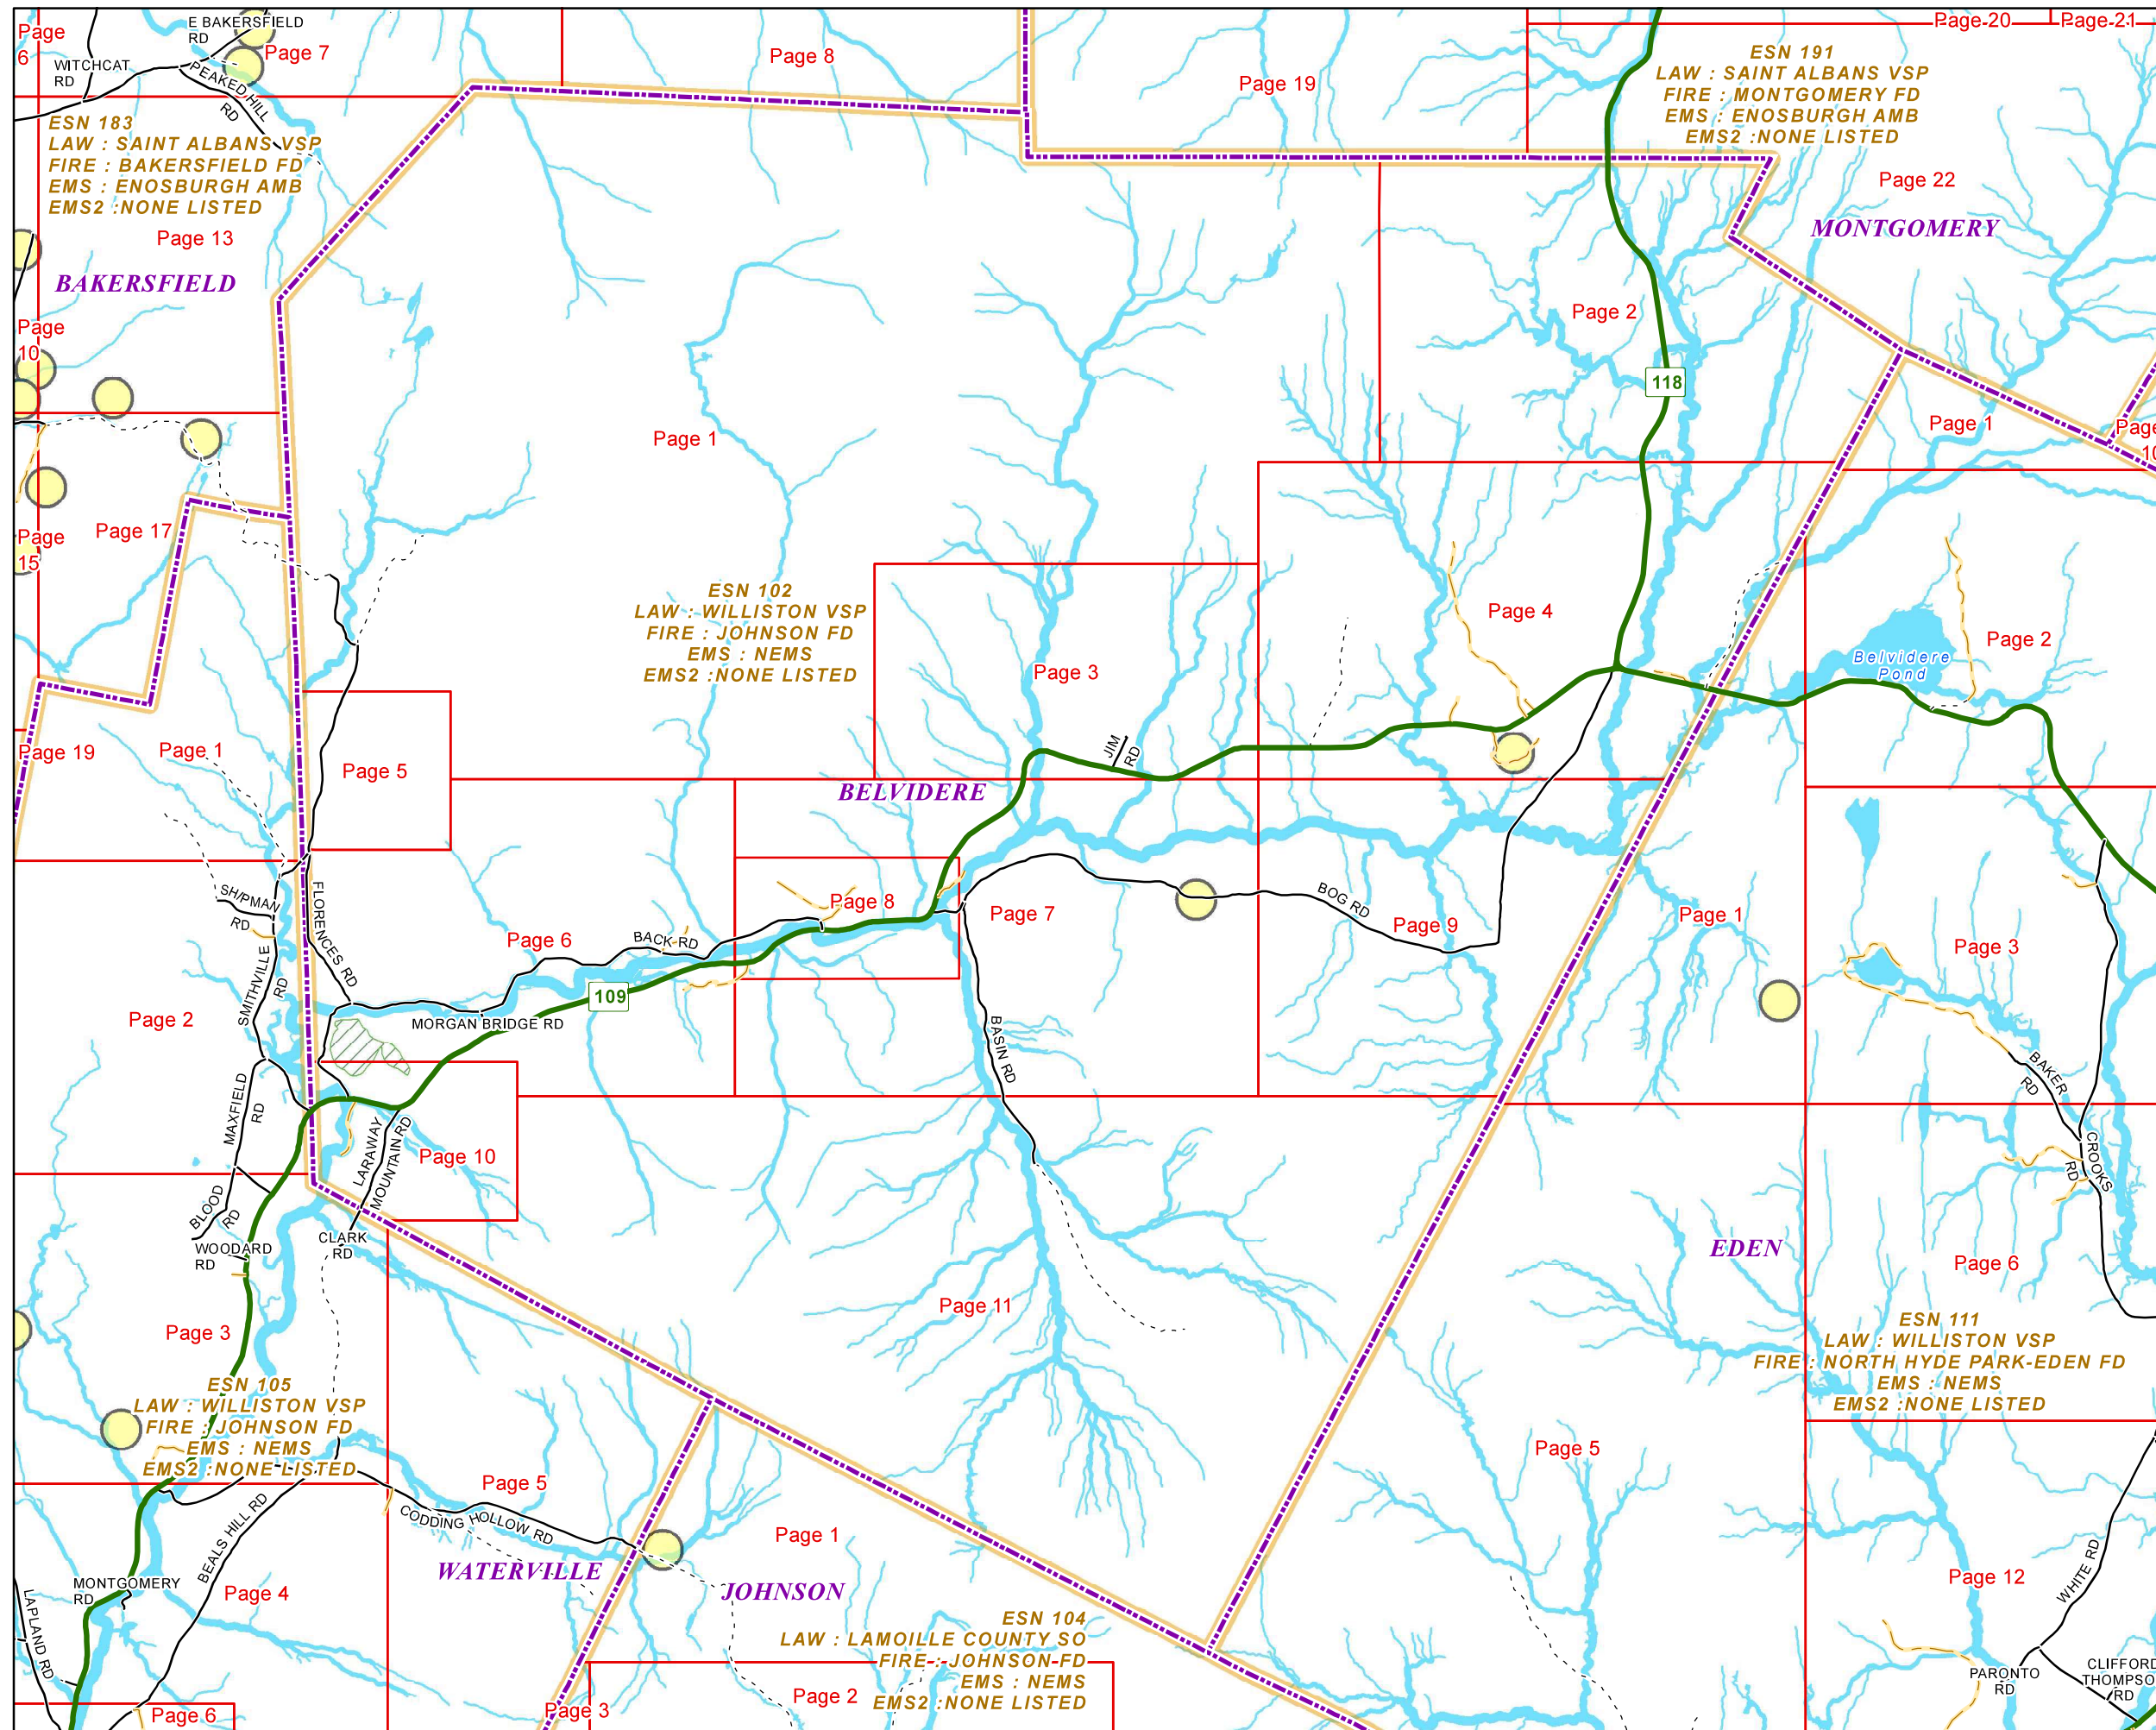 E BAKERSFIELD
RD
Page
6
Page 7
Page 8
Page 19
Page 20
Page 21
WITCHCAT
RD
PEAKED HILL
RD
ESN 183
LAW : SAINT ALBANS VSP
FIRE : BAKERSFIELD FD
EMS : ENOSBURGH AMB
EMS2 :NONE LISTED
ESN 191
LAW : SAINT ALBANS VSP
FIRE : MONTGOMERY FD
EMS : ENOSBURGH AMB
EMS2 :NONE LISTED
Page 22
MONTGOMERY
Page 13
BAKERSFIELD
Page
10
Page 2
118
Page 1
Page 1
Page
10
Page 17
Page
15
ESN 102
LAW : WILLISTON VSP
FIRE : JOHNSON FD
EMS : NEMS
EMS2 :NONE LISTED
Page 3
Page 4
Page 2
Belvidere
Pond
Page 19
Page 1
Page 5
JIM
RD
BELVIDERE
SHIPMAN
RD
FLORENCES RD
Page 6
BACK RD
Page 8
Page 7
BOG RD
Page 9
Page 1
Page 3
SMITHVILLE
RD
Page 2
109
MORGAN BRIDGE RD
BASIN RD
BAKER
RD
MAXFIELD
RD
LARAWAY
MOUNTAIN RD
Page 10
CROOKS
RD
BLOOD
RD
WOODARD
RD
CLARK
RD
EDEN
Page 6
Page 3
Page 11
ESN 111
LAW : WILLISTON VSP
FIRE : NORTH HYDE PARK-EDEN FD
EMS : NEMS
EMS2 :NONE LISTED
ESN 105
LAW : WILLISTON VSP
FIRE : JOHNSON FD
EMS : NEMS
EMS2 :NONE LISTED
Page 5
Page 5
CODDING HOLLOW RD
BEALS HILL RD
Page 1
WATERVILLE
JOHNSON
Page 12
WHITE RD
MONTGOMERY
RD
Page 4
LAPLAND RD
ESN 104
LAW : LAMOILLE COUNTY SO
FIRE : JOHNSON FD
EMS : NEMS
EMS2 :NONE LISTED
PARONTO
RD
CLIFFORD
THOMPSO
RD
Page 2
Page 3
Page 6